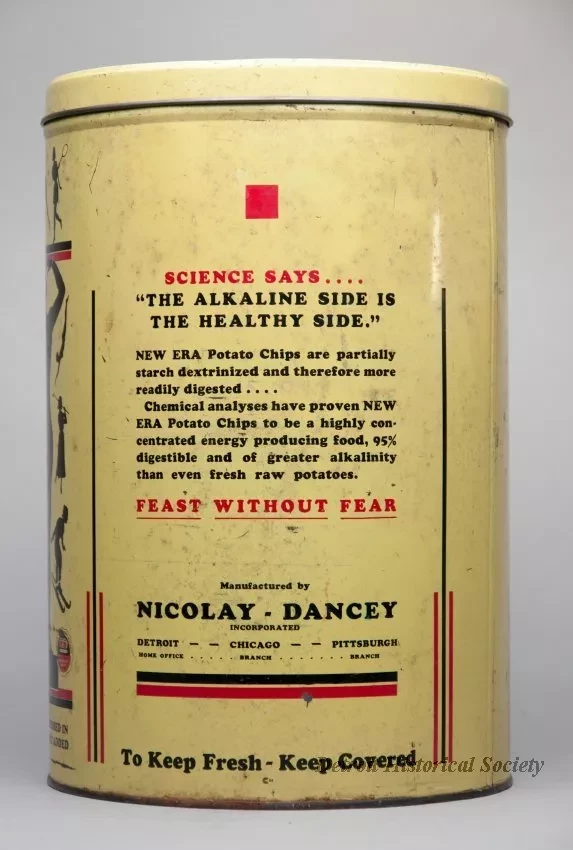 SCIENCE SAYS....
“THE ALKALINE SIDE IS
THE HEALTHY SIDE.”
NEW ERA Potato Chips are partially
starch dextrinized and therefore more
readily digested ....
Chemical analyses have proven NEW
ERA Potato Chips to be a highly con-
centrated energy producing food, 95%
digestible and of greater alkalinity
than even fresh raw potatoes.
FEAST WITHOUT FEAR
Manufactured by
NICOLAY - DANCEY
INCORPORATED
DETROIT — — CHICAGO — — PITTSBURGH
HOME OFFICE ..... BRANCH ....... BRANCH
To Keep Fresh - Keep Covered
Detroit Historical Society